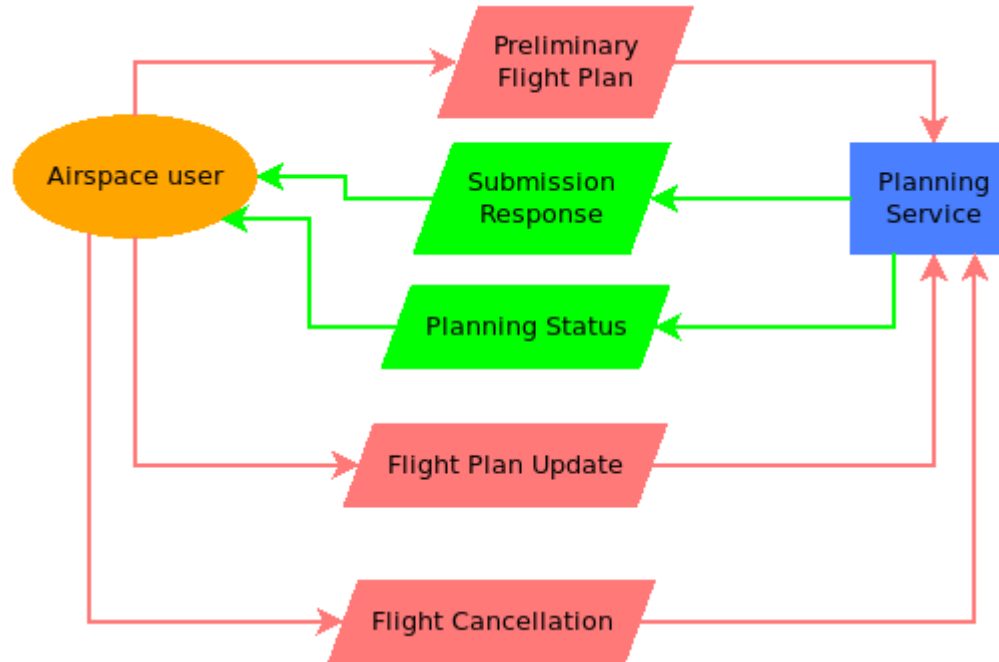 Preliminary
Flight Plan
Airspace user
Submission
Response
Planning
Service
Planning Status
Flight Plan Update
Flight Cancellation